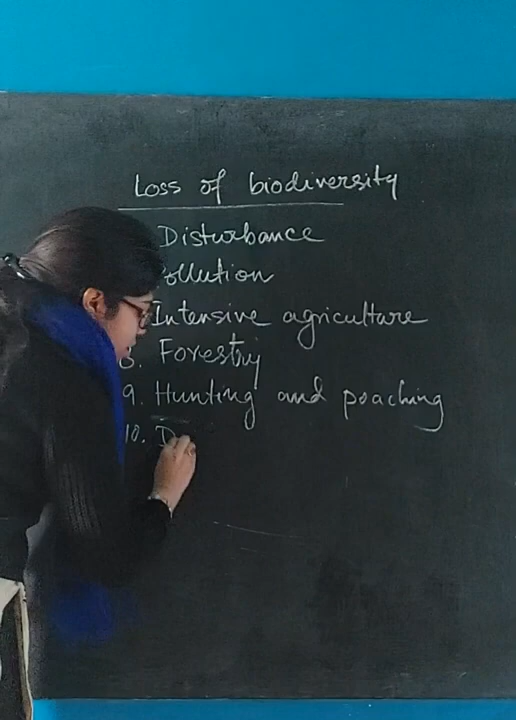 Loss of biodiversity
Disturbance
ollution
Intensive agriculture
8. Forestry
9. Hunting and poaching
10. D